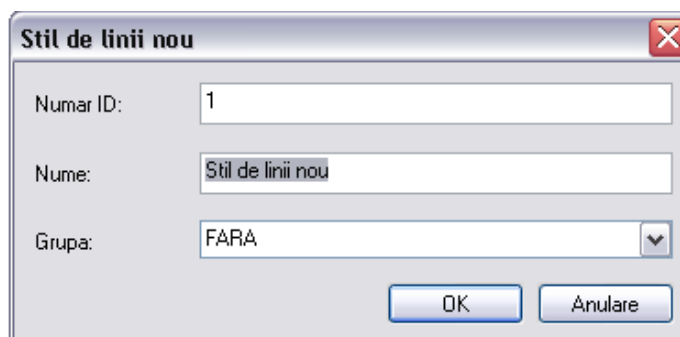 Stil de linii nou
Numar ID: 1
Nume: Stil de linii nou
Grupa: FARA
OK Anulare